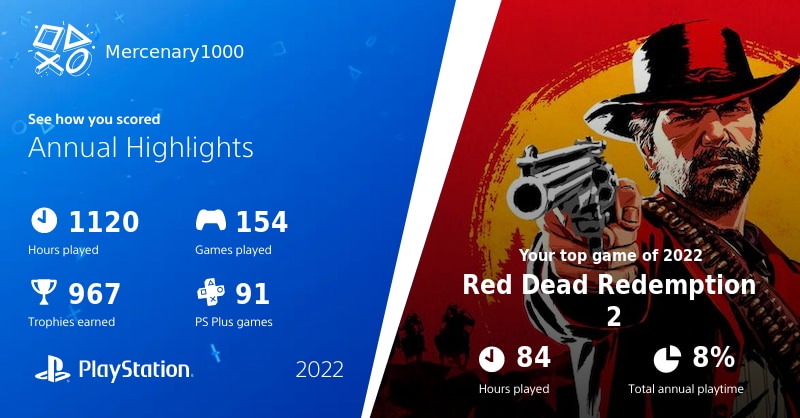 Mercenary1000
See how you scored
Annual Highlights
1120
Hours played
154
Games played
967
Trophies earned
91
PS Plus games
PlayStation.
2022
Your top game of 2022
Red Dead Redemption
2
84
Hours played
8%
Total annual playtime